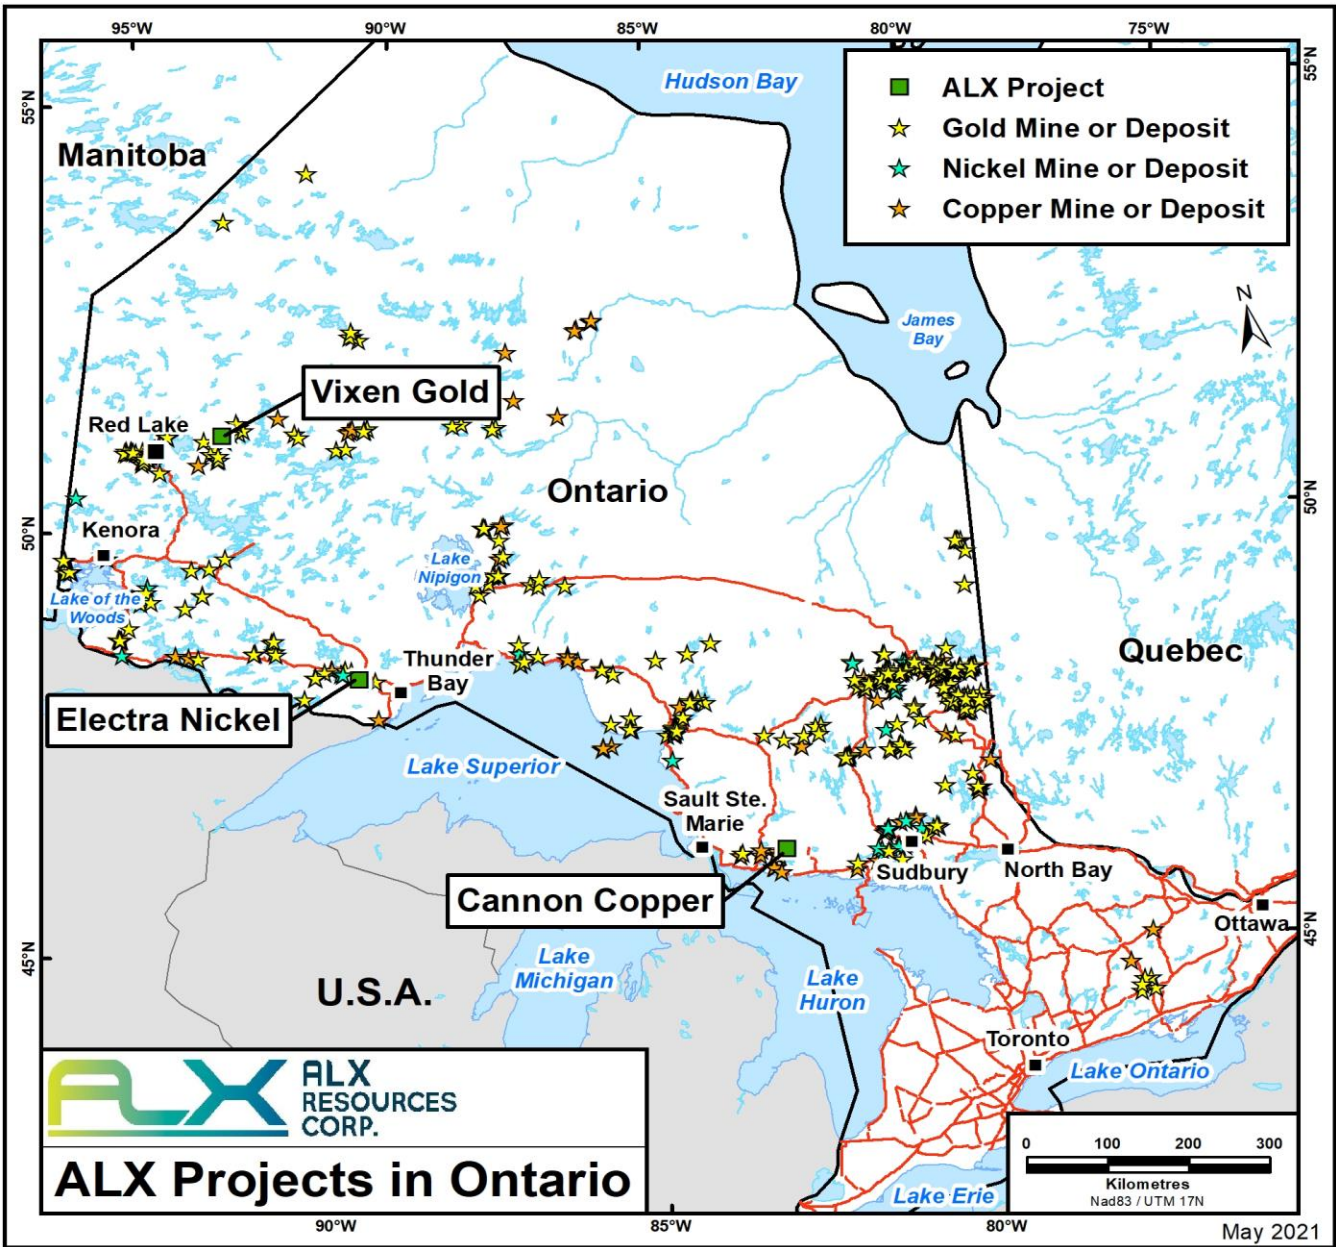 95°W
90°W
85°W
80°W
75°W
55°N
55°N
Hudson Bay
ALX Project
Gold Mine or Deposit
Nickel Mine or Deposit
Copper Mine or Deposit
Manitoba
N
James
Bay
Vixen Gold
Red Lake
Ontario
50°N
50°N
Kenora
Lake
Nipigon
Lake of the
Woods
Quebec
Thunder
Bay
Electra Nickel
Lake Superior
Sault Ste.
Marie
Cannon Copper
Sudbury
North Bay
Ottawa
45°N
45°N
Lake
Michigan
Lake
Huron
U.S.A.
Toronto
Lake Ontario
ALX
ALX
RESOURCES
CORP.
ALX Projects in Ontario
0 100 200 300
Kilometres
Nad83 / UTM 17N
Lake Erie
90°W
85°W
80°W
May 2021